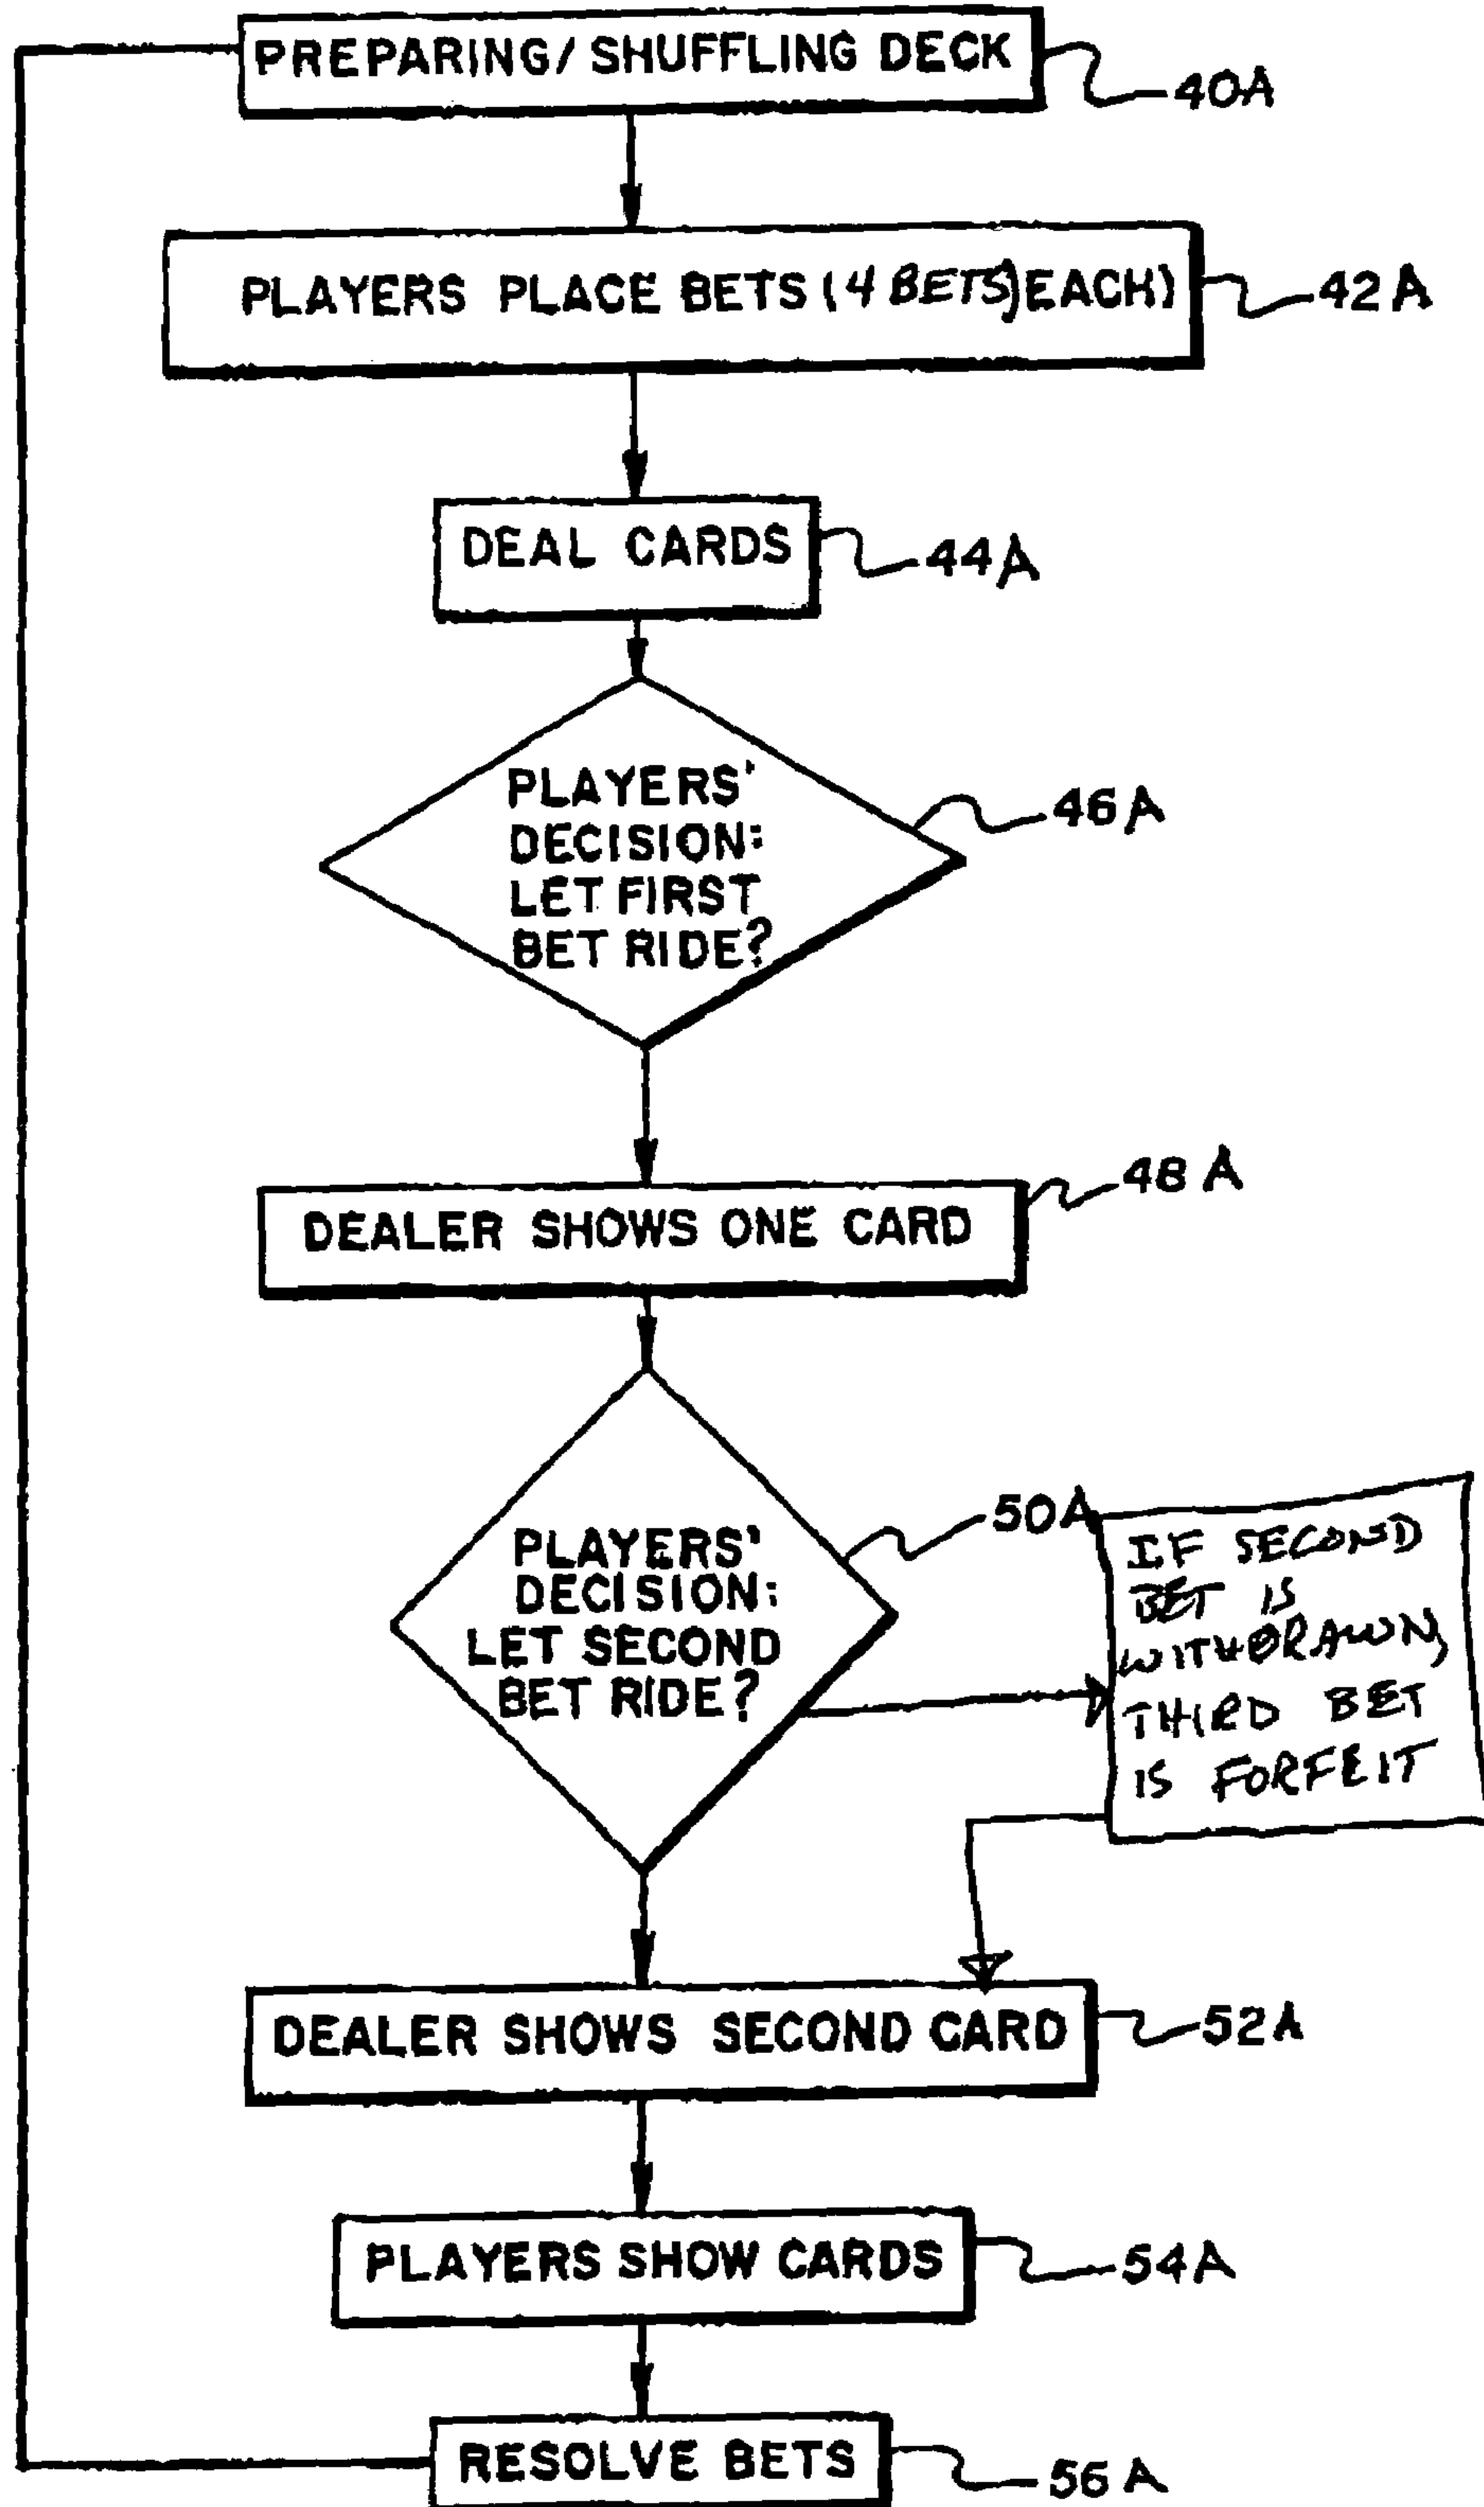 PREPARING/SHUFFLING DECK
40A
PLAYERS PLACE BETS (4 BETS) EACH)
42A
DEAL CARDS
44A
PLAYERS'
DECISION:
LET FIRST
BET RIDE?
46A
DEALER SHOWS ONE CARD
48A
PLAYERS'
DECISION:
LET SECOND
BET RIDE?
50A
IF SECOND
BET IS
WITHDRAWN,
THIRD BET
IS FORFEIT
DEALER SHOWS SECOND CARD
52A
PLAYERS SHOW CARDS
54A
RESOLVE BETS
56A